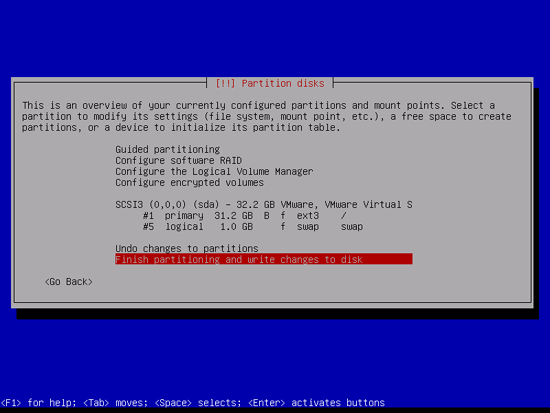 [!!] Partition disks
This is an overview of your currently configured partitions and mount points. Select a
partition to modify its settings (file system, mount point, etc.), a free space to create
partitions, or a device to initialize its partition table.
Guided partitioning
Configure software RAID
Configure the Logical Volume Manager
Configure encrypted volumes
SCSI3 (0,0,0) (sda) - 32.2 GB VMware, VMware Virtual S
#1 primary 31.2 GB B f ext3 /
#5 logical 1.0 GB f swap swap
Undo changes to partitions
Finish partitioning and write changes to disk
<Go Back>
<F1> for help; <Tab> moves; <Space> selects; <Enter> activates buttons